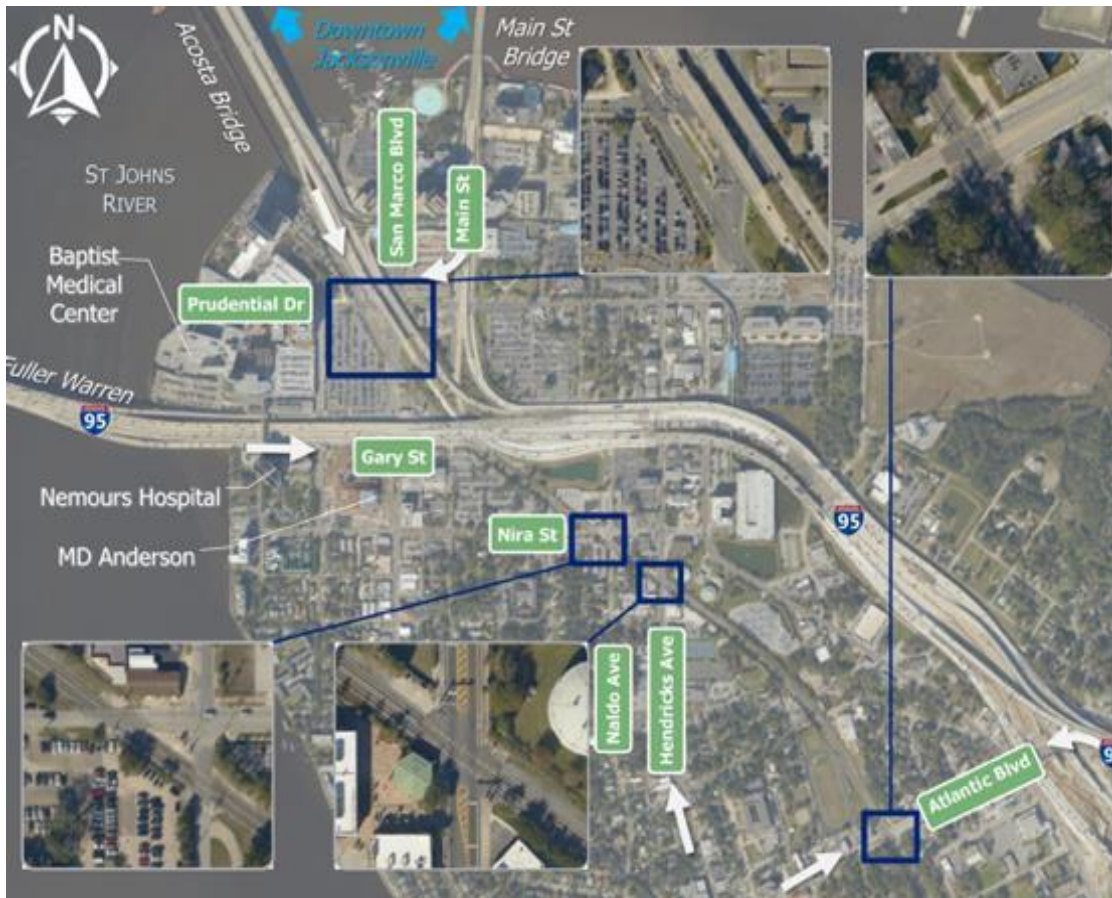 N
Acosta Bridge
Downtown
Jacksonville
Main St
Bridge
ST JOHNS
RIVER
San Marco Blvd
Main St
Baptist
Medical
Center
Prudential Dr
Fuller Warren
95
Gary St
Nemours Hospital
MD Anderson
Nira St
95
Naldo Ave
Hendricks Ave
Atlantic Blvd
9